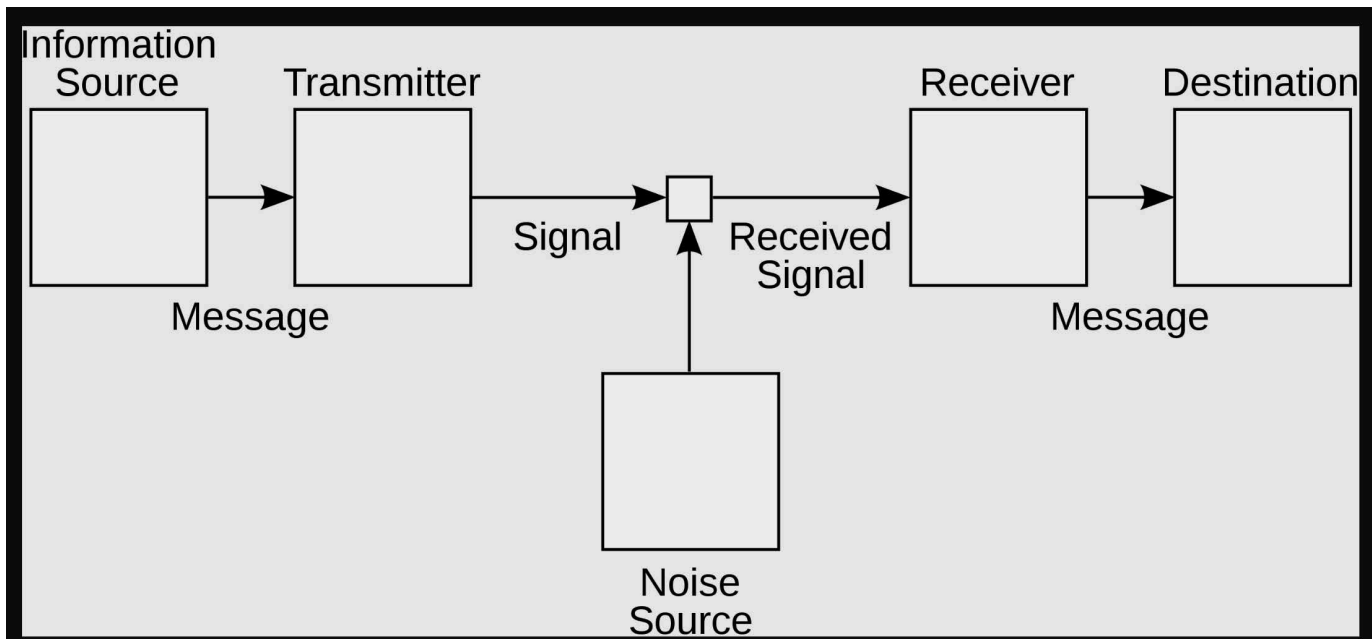 Information
Source
Transmitter
Receiver
Destination
Signal
Received
Signal
Message
Message
Noise
Source